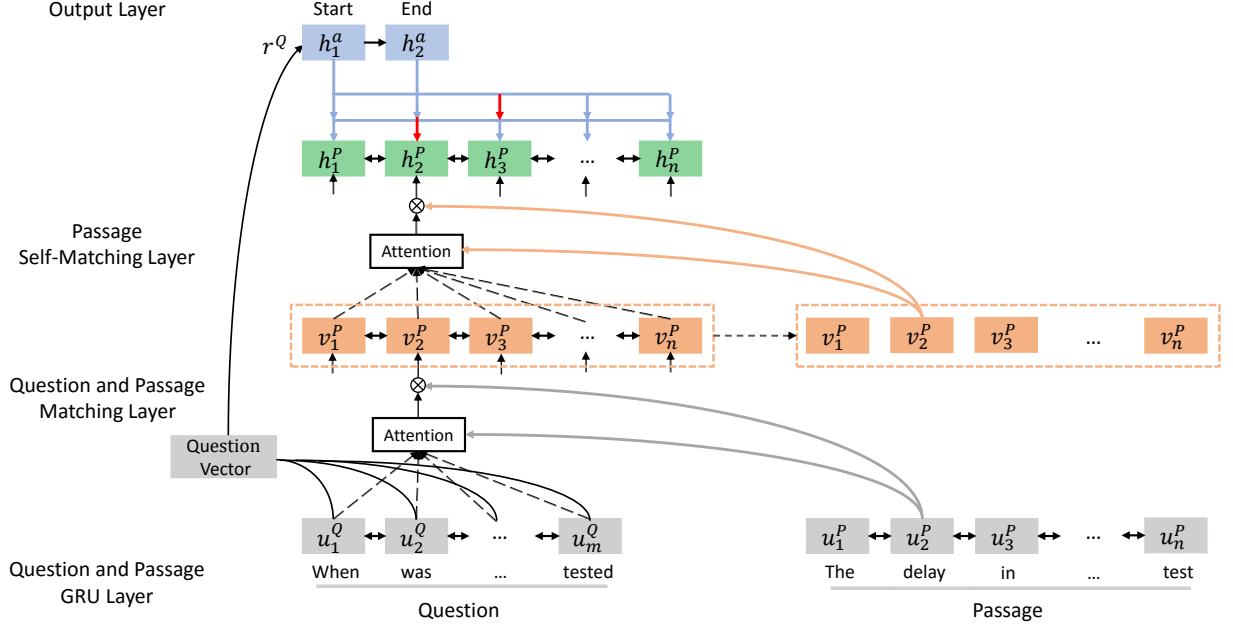 Output Layer
Start End
r^Q h_1^a h_2^a
h_1^P h_2^P h_3^P ... h_n^P
Passage
Self-Matching Layer
Attention
v_1^P v_2^P v_3^P ... v_n^P
v_1^P v_2^P v_3^P ... v_n^P
Question and Passage
Matching Layer
Attention
Question
Vector
u_1^Q u_2^Q ... u_m^Q
u_1^P u_2^P u_3^P ... u_n^P
Question and Passage
GRU Layer
When was ... tested
The delay in ... test
Question
Passage